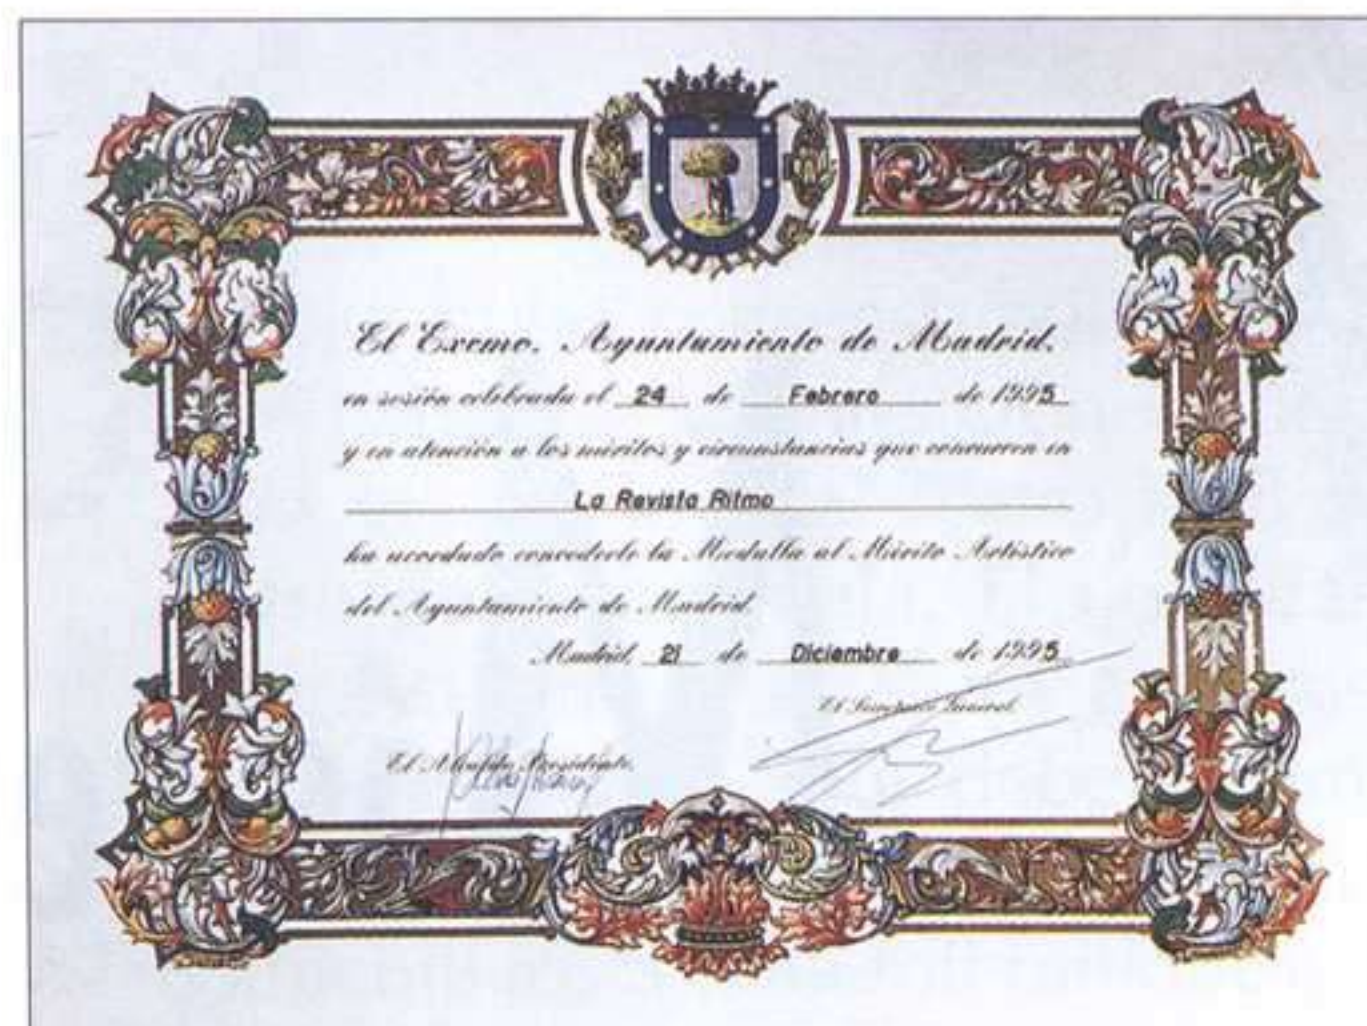 El Excmo. Ayuntamiento de Madrid.
en sesión celebrada el 24 de Febrero de 1995
y en atención a los méritos y circunstancias que concurren en
La Revista Ritmo
ha acordado concederle la Medalla al Mérito Artístico
del Ayuntamiento de Madrid.
Madrid, 21 de Diciembre de 1995
El Secretario General
El Alcalde Presidente,